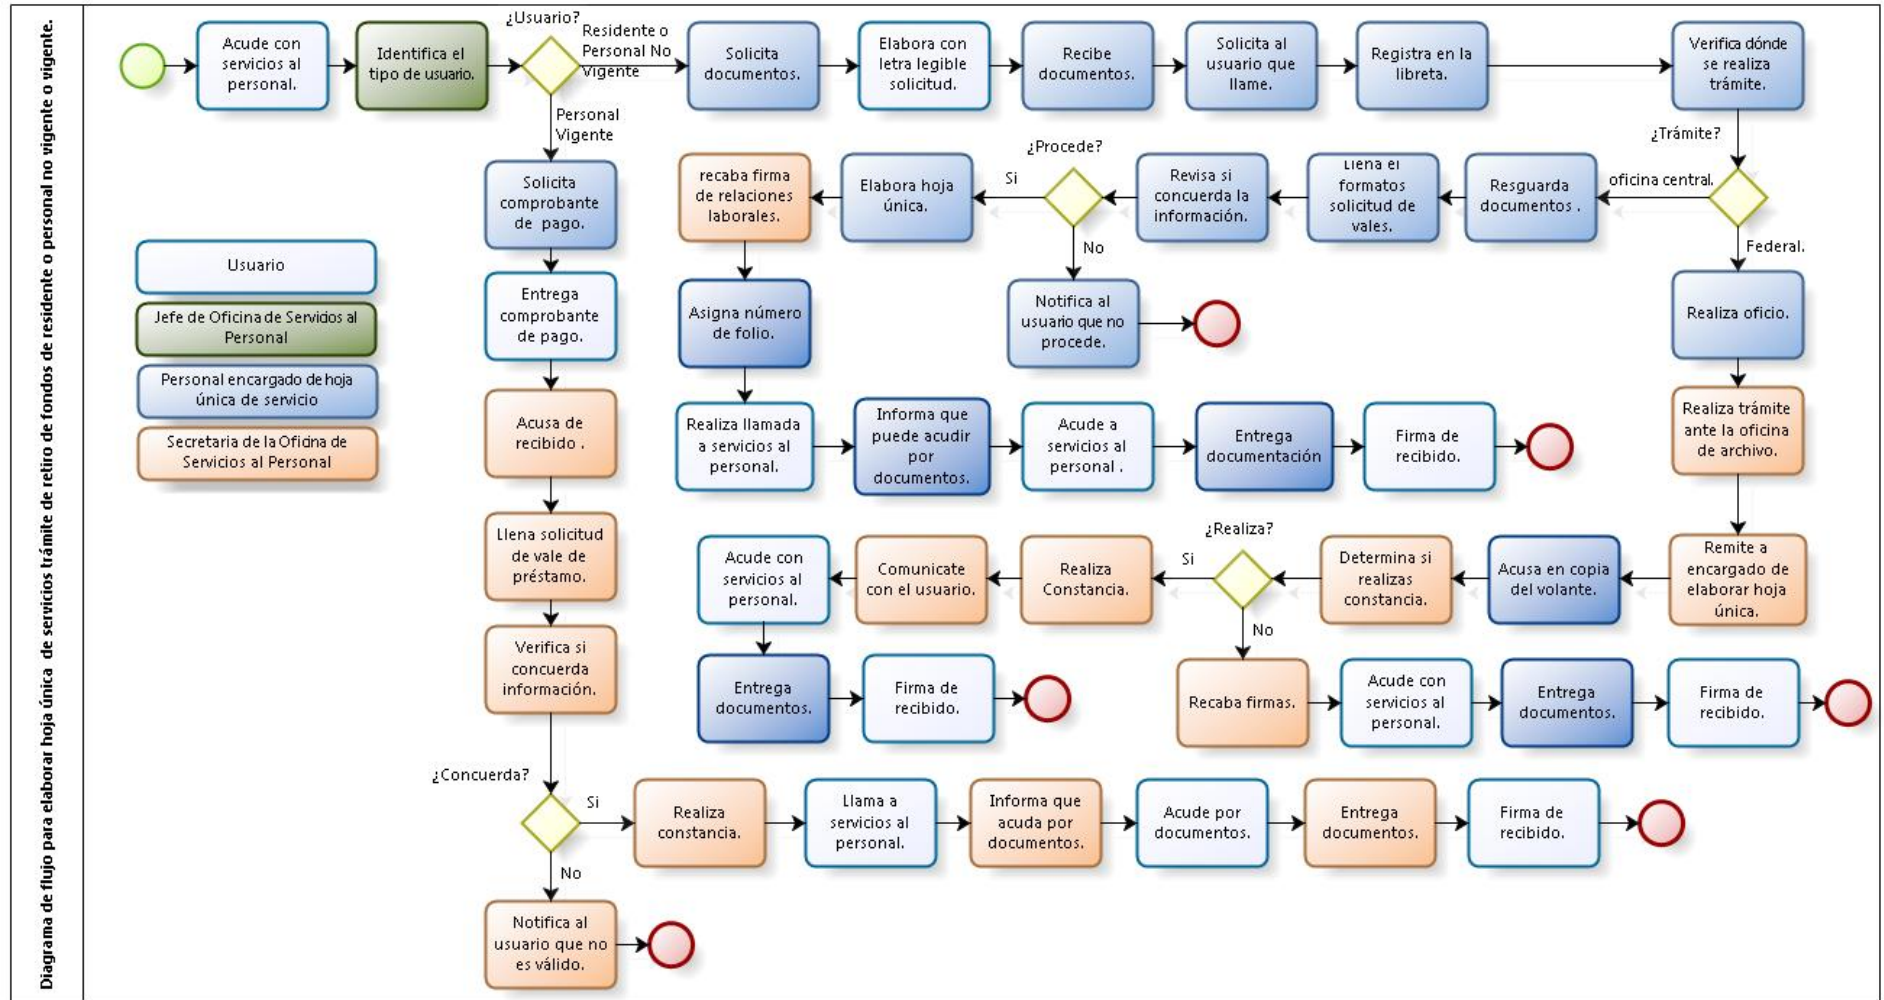 Diagrama de flujo para elaborar hoja única de servicios trámite de retiro de fondos de residente o personal no vigente o vigente.
Acude con
servicios al
personal.
Identifica el
tipo de usuario.
¿Usuario?
Residente o
Personal No
Vigente
Solicita
documentos.
Elabora con
letra legible
solicitud.
Recibe
documentos.
Solicita al
usuario que
llame.
Registra en la
libreta.
Verifica dónde
se realiza
trámite.
Personal
Vigente
¿Trámite?
oficina central.
Resguarda
documentos .
Llena el
formatos
solicitud de
vales.
Revisa si
concuerda la
información.
¿Procede?
Si
Elabora hoja
única.
recaba firma
de relaciones
laborales.
No
Notifica al
usuario que no
procede.
Asigna número
de folio.
Realiza llamada
a servicios al
personal.
Informa que
puede acudir
por
documentos.
Acude a
servicios al
personal .
Entrega
documentación
Firma de
recibido.
Federal.
Realiza oficio.
Realiza trámite
ante la oficina
de archivo.
Remite a
encargado de
elaborar hoja
única.
Acusa en copia
del volante.
Determina si
realizas
constancia.
¿Realiza?
Si
Realiza
Constancia.
Comunicate
con el usuario.
Acude con
servicios al
personal.
Entrega
documentos.
Firma de
recibido.
No
Recaba firmas.
Acude con
servicios al
personal.
Entrega
documentos.
Firma de
recibido.
Solicita
comprobante
de pago.
Entrega
comprobante
de pago.
Acusa de
recibido .
Llena solicitud
de vale de
préstamo.
Verifica si
concuerda
información.
¿Concuerda?
Si
Realiza
constancia.
Llama a
servicios al
personal.
Informa que
acuda por
documentos.
Acude por
documentos.
Entrega
documentos.
Firma de
recibido.
No
Notifica al
usuario que no
es válido.
Usuario
Jefe de Oficina de Servicios al
Personal
Personal encargado de hoja
única de servicio
Secretaria de la Oficina de
Servicios al Personal